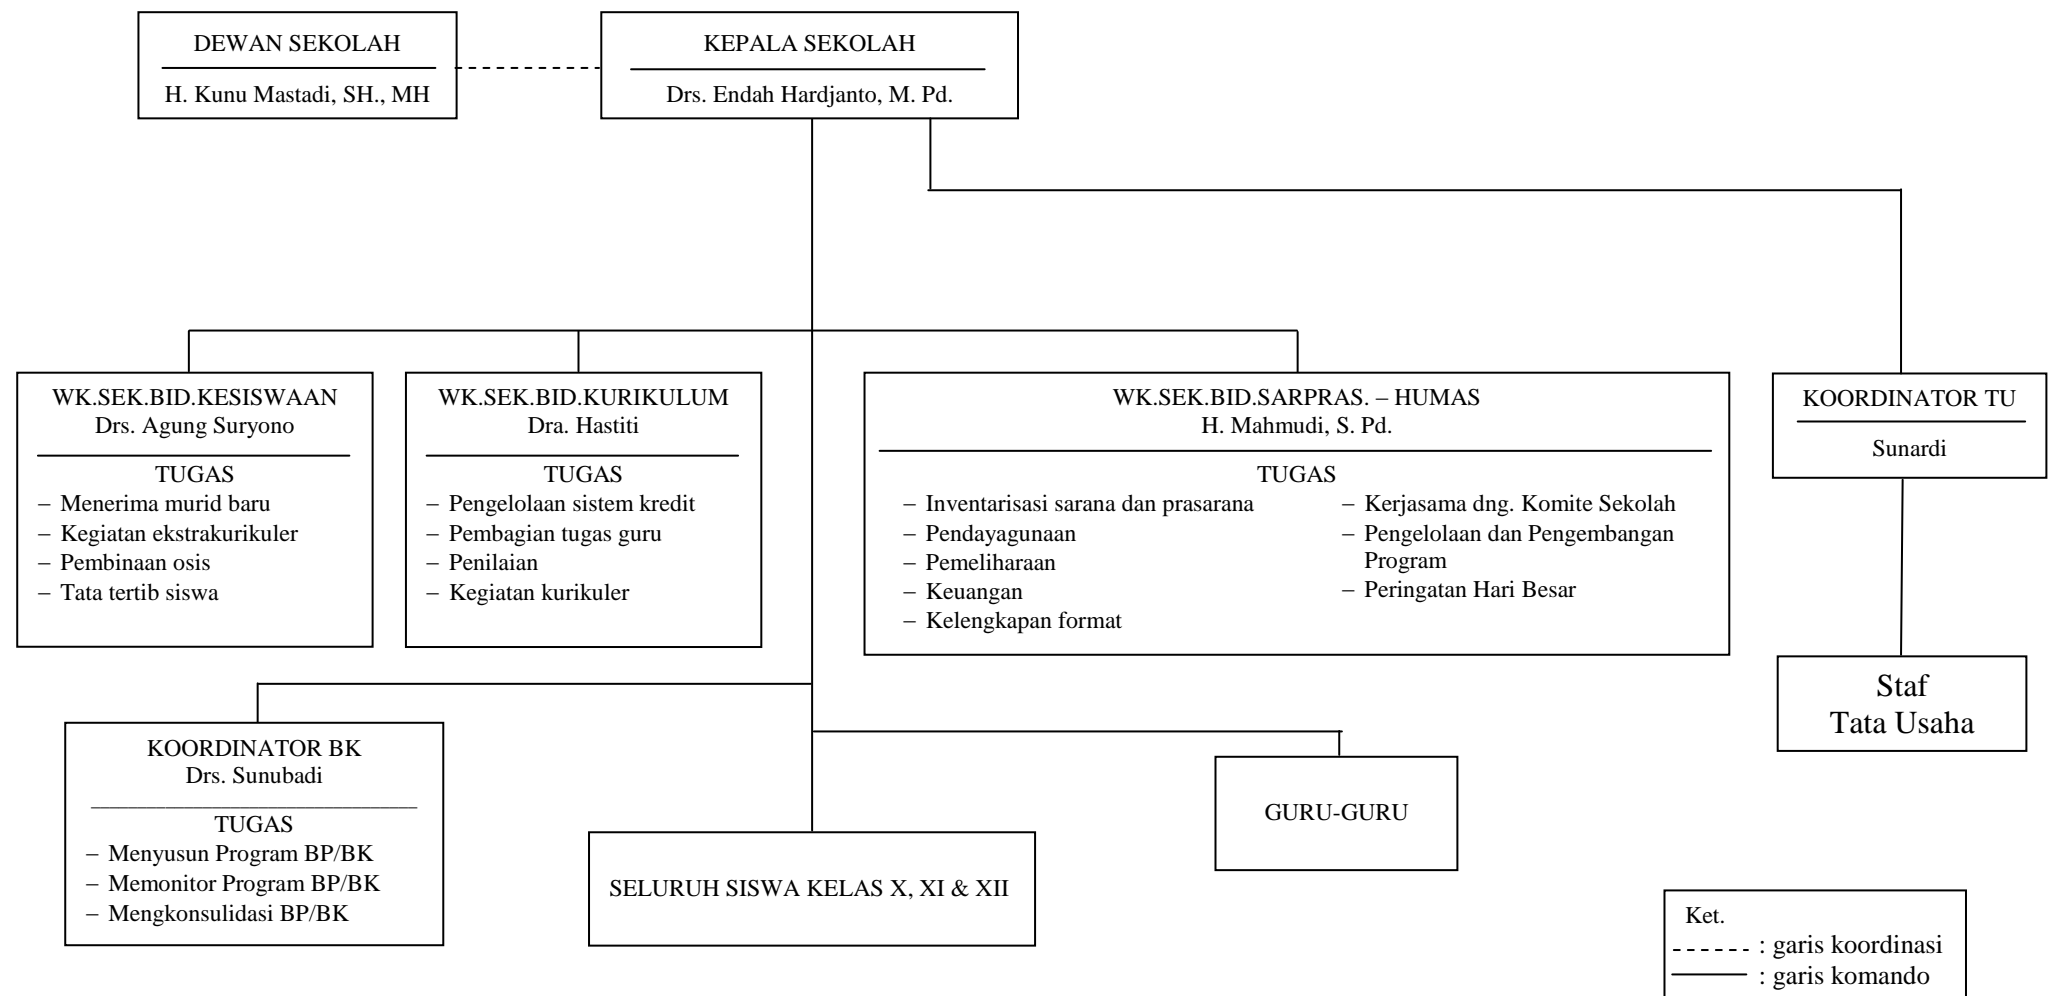 DEWAN SEKOLAH
H. Kunu Mastadi, SH., MH
KEPALA SEKOLAH
Drs. Endah Hardjanto, M. Pd.
WK.SEK.BID.KESISWAAN
Drs. Agung Suryono
TUGAS
– Menerima murid baru
– Kegiatan ekstrakurikuler
– Pembinaan osis
– Tata tertib siswa
WK.SEK.BID.KURIKULUM
Dra. Hastiti
TUGAS
– Pengelolaan sistem kredit
– Pembagian tugas guru
– Penilaian
– Kegiatan kurikuler
WK.SEK.BID.SARPRAS. – HUMAS
H. Mahmudi, S. Pd.
TUGAS
– Inventarisasi sarana dan prasarana
– Pendayagunaan
– Pemeliharaan
– Keuangan
– Kelengkapan format
– Kerjasama dng. Komite Sekolah
– Pengelolaan dan Pengembangan
Program
– Peringatan Hari Besar
KOORDINATOR TU
Sunardi
Staf
Tata Usaha
KOORDINATOR BK
Drs. Sunubadi
TUGAS
– Menyusun Program BP/BK
– Memonitor Program BP/BK
– Mengkonsulidasi BP/BK
SELURUH SISWA KELAS X, XI & XII
GURU-GURU
Ket.
: garis koordinasi
: garis komando